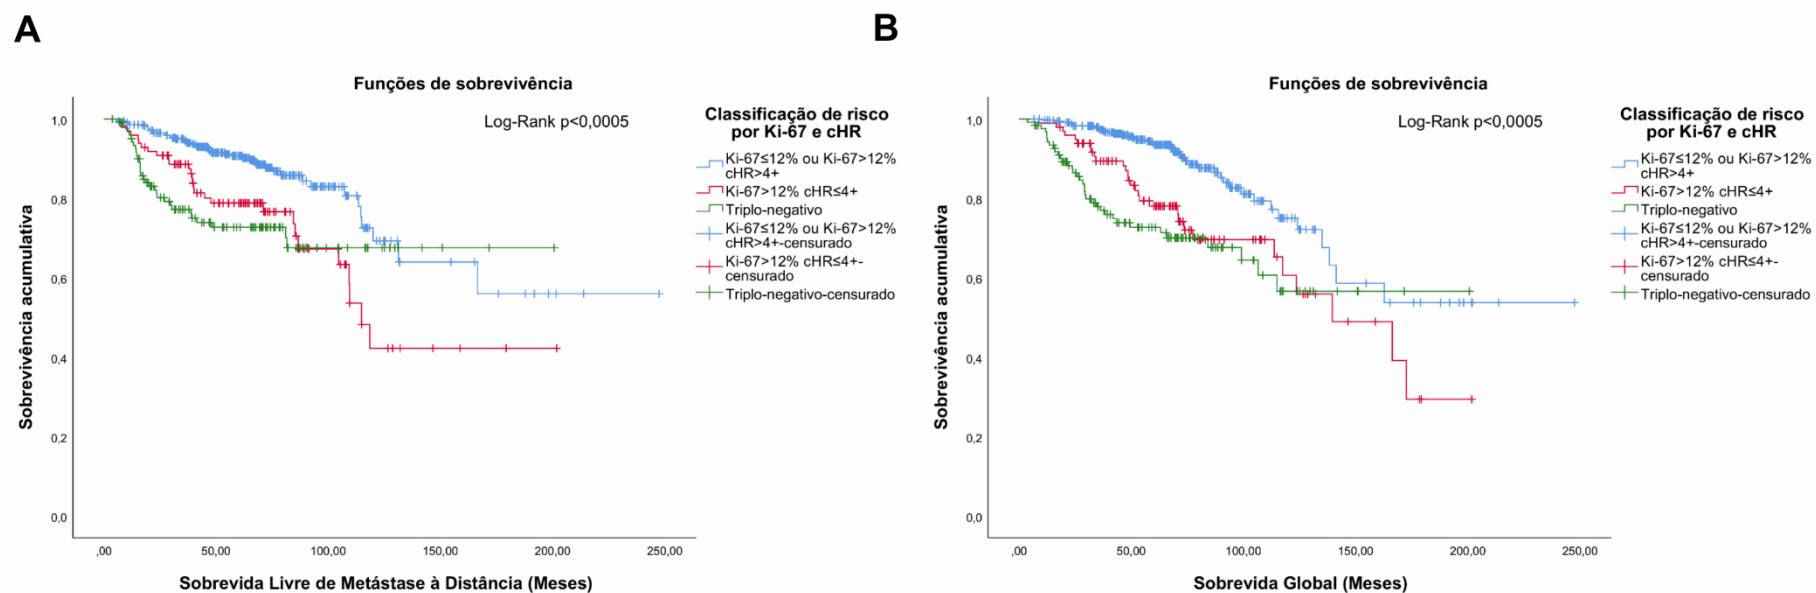 A
Funções de sobrevivência
Log-Rank p<0,0005
Classificação de risco
por Ki-67 e cHR
Ki-67≤12% ou Ki-67>12%
cHR>4+
Ki-67>12% cHR≤4+
Triplo-negativo
Ki-67≤12% ou Ki-67>12%
cHR>4+-censurado
Ki-67>12% cHR≤4+-
censurado
Triplo-negativo-censurado
Sobrevivência acumulativa
1,0
0,8
0,6
0,4
0,2
0,0
,00 50,00 100,00 150,00 200,00 250,00
Sobrevida Livre de Metástase à Distância (Meses)
B
Funções de sobrevivência
Log-Rank p<0,0005
Classificação de risco
por Ki-67 e cHR
Ki-67≤12% ou Ki-67>12%
cHR>4+
Ki-67>12% cHR≤4+
Triplo-negativo
Ki-67≤12% ou Ki-67>12%
cHR>4+-censurado
Ki-67>12% cHR≤4+-
censurado
Triplo-negativo-censurado
Sobrevivência acumulativa
1,0
0,8
0,6
0,4
0,2
0,0
,00 50,00 100,00 150,00 200,00 250,00
Sobrevida Global (Meses)